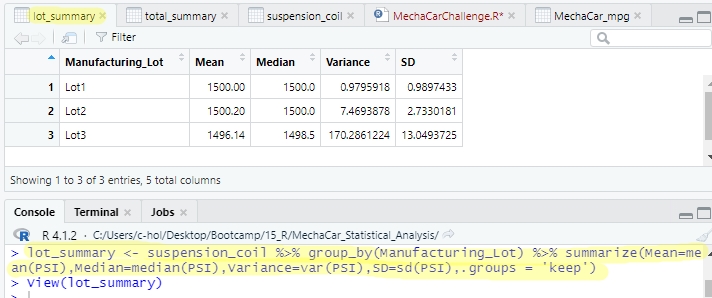 lot_summary total_summary suspension_coil MechaCarChallenge.R* MechaCar_mpg
Filter
Manufacturing_Lot Mean Median Variance SD
1 Lot1 1500.00 1500.0 0.9795918 0.9897433
2 Lot2 1500.20 1500.0 7.4693878 2.7330181
3 Lot3 1496.14 1498.5 170.2861224 13.0493725
Showing 1 to 3 of 3 entries, 5 total columns
Console Terminal Jobs
R R 4.1.2 · C:/Users/c-hol/Desktop/Bootcamp/15_R/MechaCar_Statistical_Analysis/
> lot_summary <- suspension_coil %>% group_by(Manufacturing_Lot) %>% summarize(Mean=me
an(PSI),Median=median(PSI),Variance=var(PSI),SD=sd(PSI),.groups = 'keep')
> View(lot_summary)
>